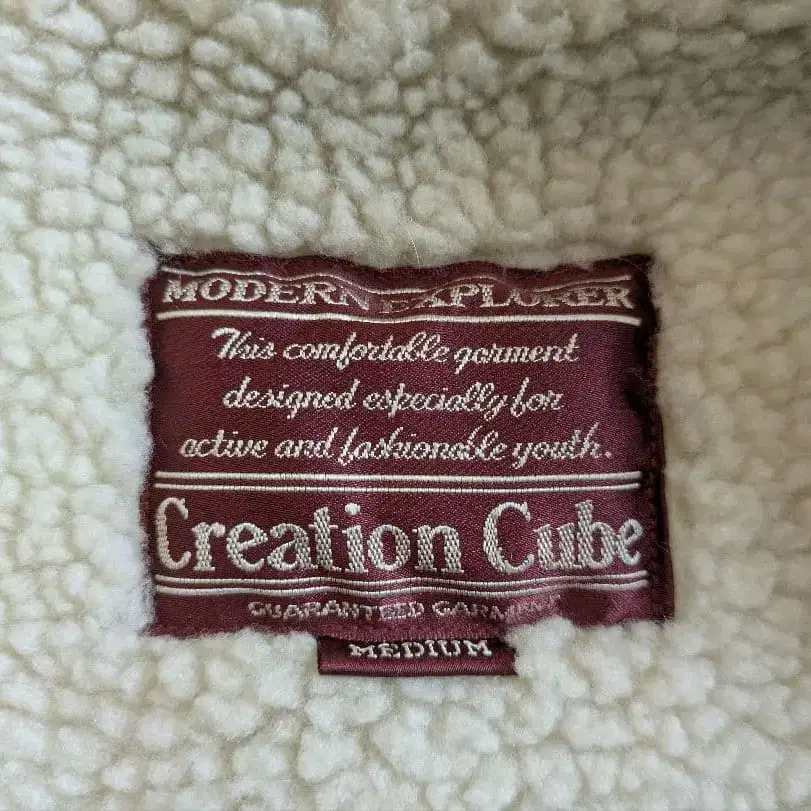 MODERN EXPLORER
This comfortable garment
designed especially for
active and fashionable youth.
Creation Cube
GUARANTEED GARMENT
MEDIUM